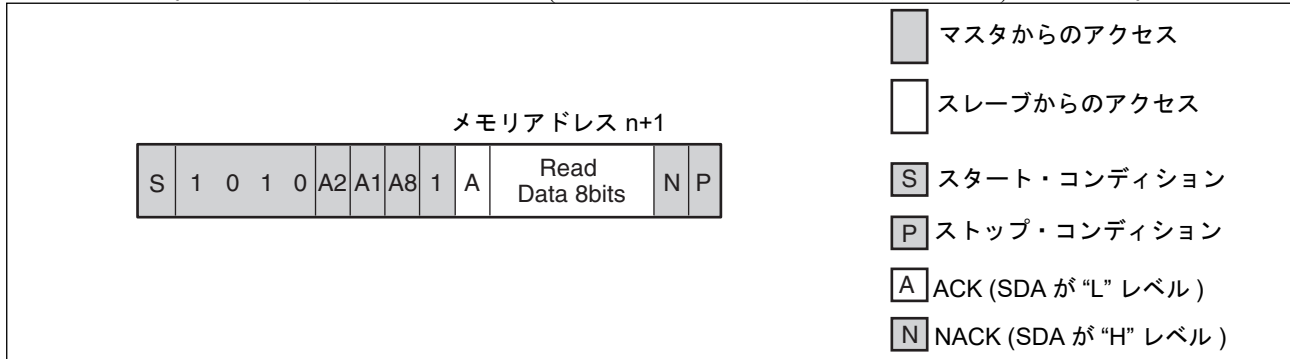 メモリアドレス n+1
S 1 0 1 0 A2 A1 A8 1 A Read Data 8bits N P
マスタからのアクセス
スレーブからのアクセス
S スタート・コンディション
P ストップ・コンディション
A ACK (SDA が “L” レベル )
N NACK (SDA が “H” レベル )